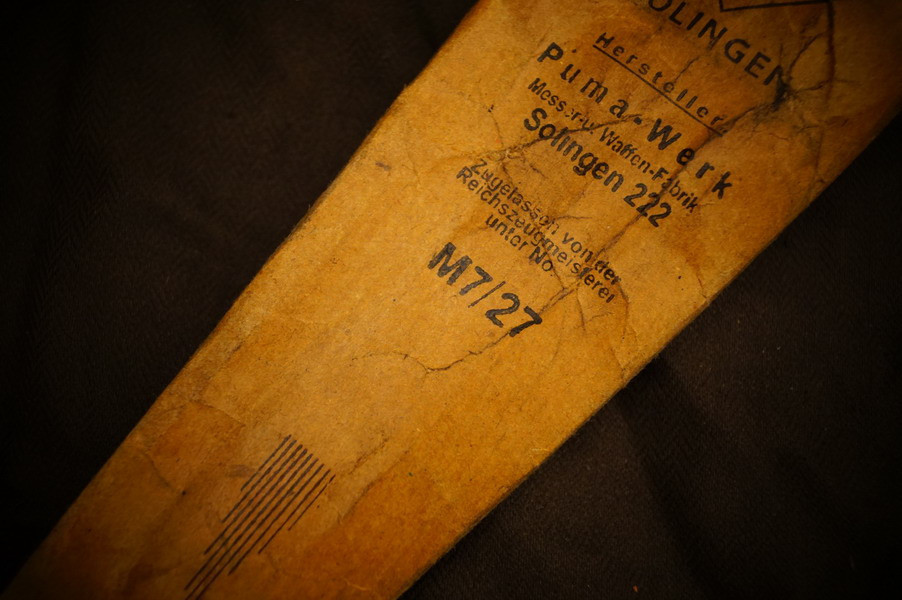 SOLINGEN
Hersteller:
Puma-Werk
Messer-u. Waffen-Fabrik
Solingen 222
Zugelassen von der
Reichszeugmeisterei
unter No.
M7/27